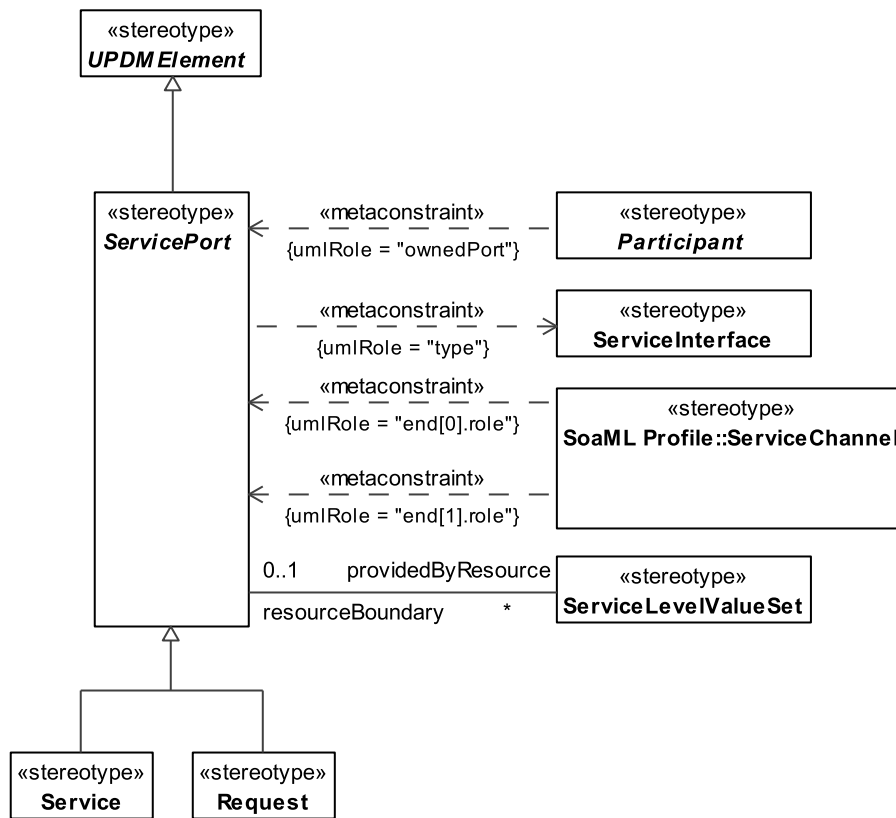 «stereotype»
UPDMElement
«stereotype»
ServicePort
«metaconstraint»
{umlRole = "ownedPort"}
«stereotype»
Participant
«metaconstraint»
{umlRole = "type"}
«stereotype»
ServiceInterface
«metaconstraint»
{umlRole = "end[0].role"}
«stereotype»
SoaML Profile::ServiceChannel
«metaconstraint»
{umlRole = "end[1].role"}
0..1 providedByResource
resourceBoundary *
«stereotype»
ServiceLevelValueSet
«stereotype»
Service
«stereotype»
Request